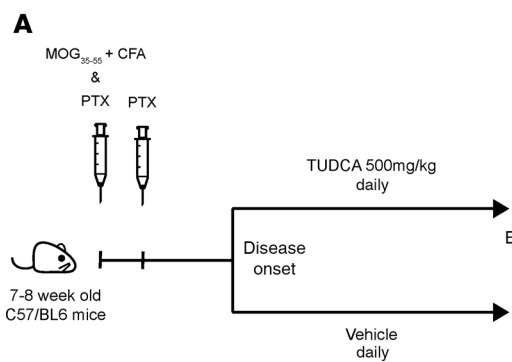 A
MOG35-55 + CFA
&
PTX PTX
TUDCA 500mg/kg
daily
Disease
onset
E
7-8 week old
C57/BL6 mice
Vehicle
daily